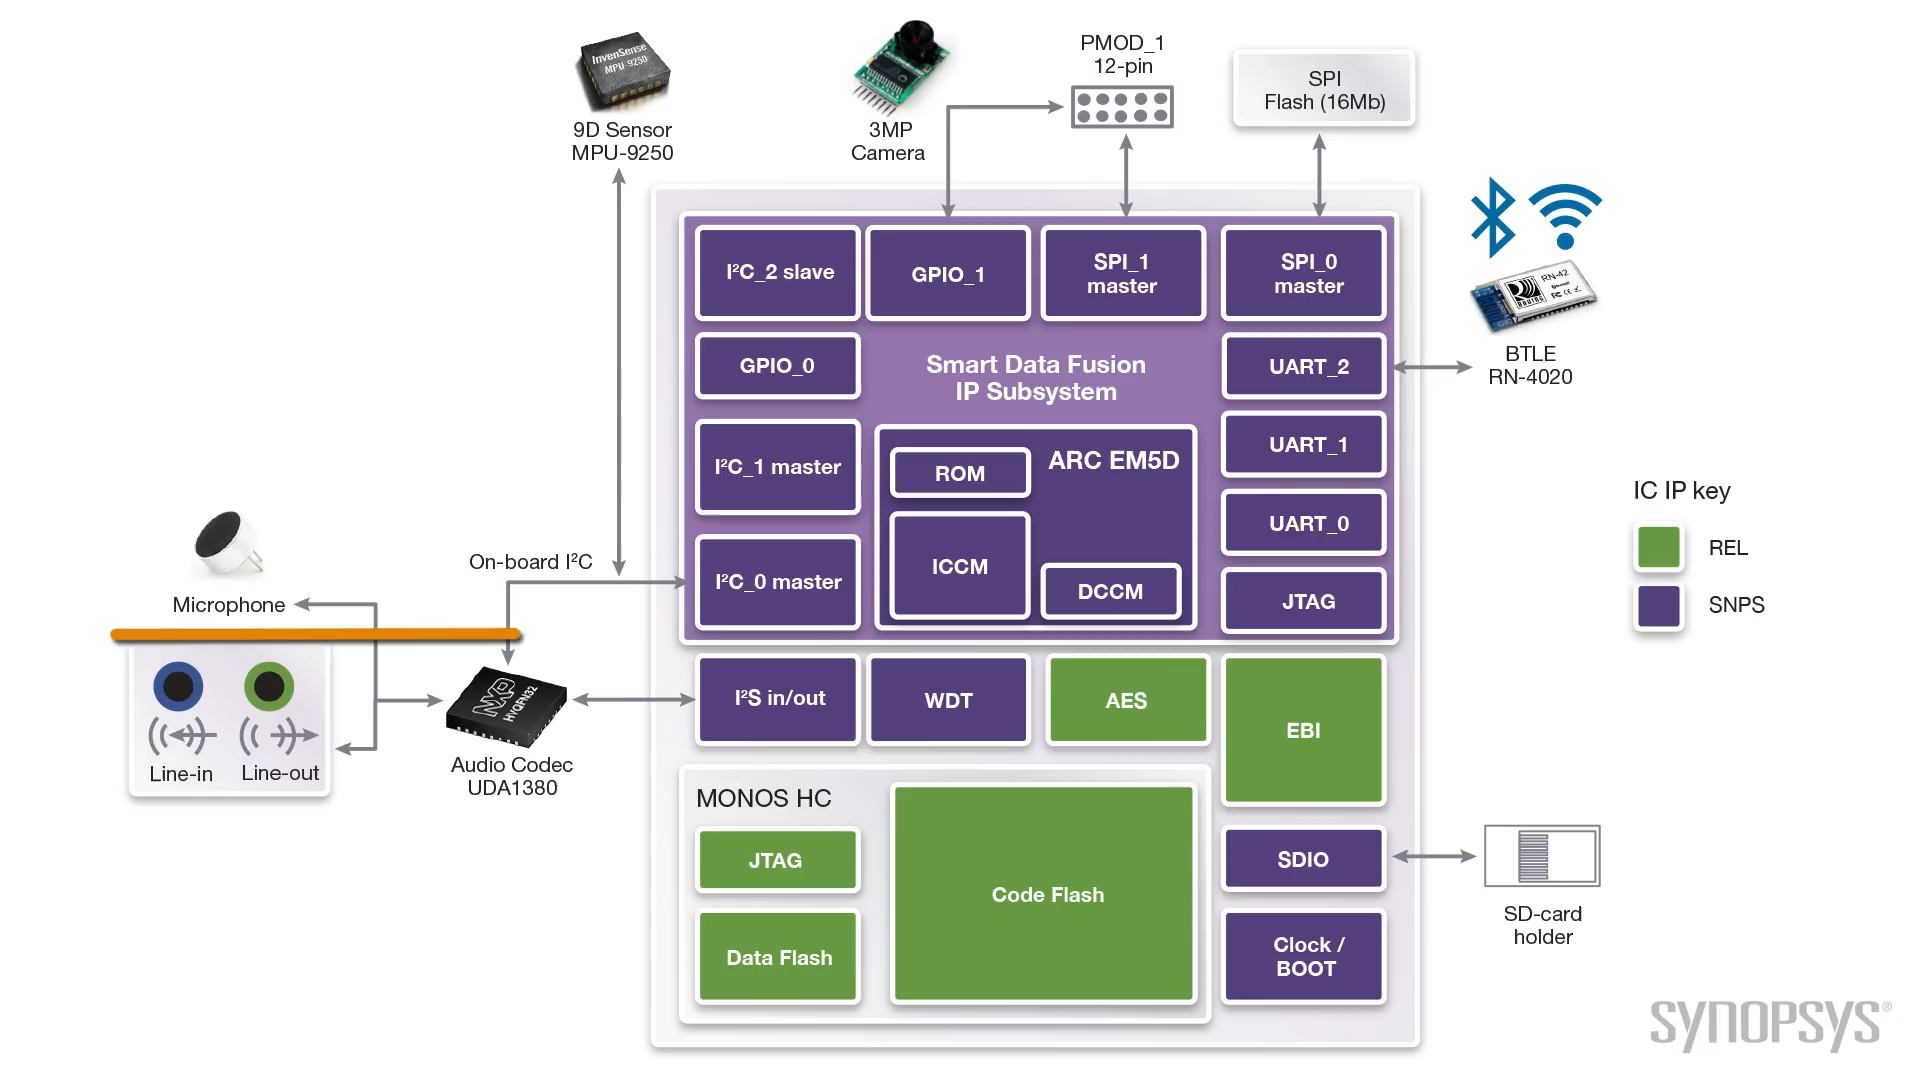 InvenSense
MPU-9250
9D Sensor
MPU-9250
3MP
Camera
PMOD_1
12-pin
SPI
Flash (16Mb)
RN-42
BTLE
RN-4020
I²C_2 slave
GPIO_1
SPI_1
master
SPI_0
master
GPIO_0
Smart Data Fusion
IP Subsystem
UART_2
I²C_1 master
ROM
ARC EM5D
UART_1
ICCM
UART_0
On-board I²C
I²C_0 master
DCCM
JTAG
IC IP key
REL
SNPS
Microphone
Line-in
Line-out
NXP
HVQFN32
Audio Codec
UDA1380
I²S in/out
WDT
AES
EBI
MONOS HC
JTAG
Code Flash
Data Flash
SDIO
Clock /
BOOT
SD-card
holder
SYNOPSYS®